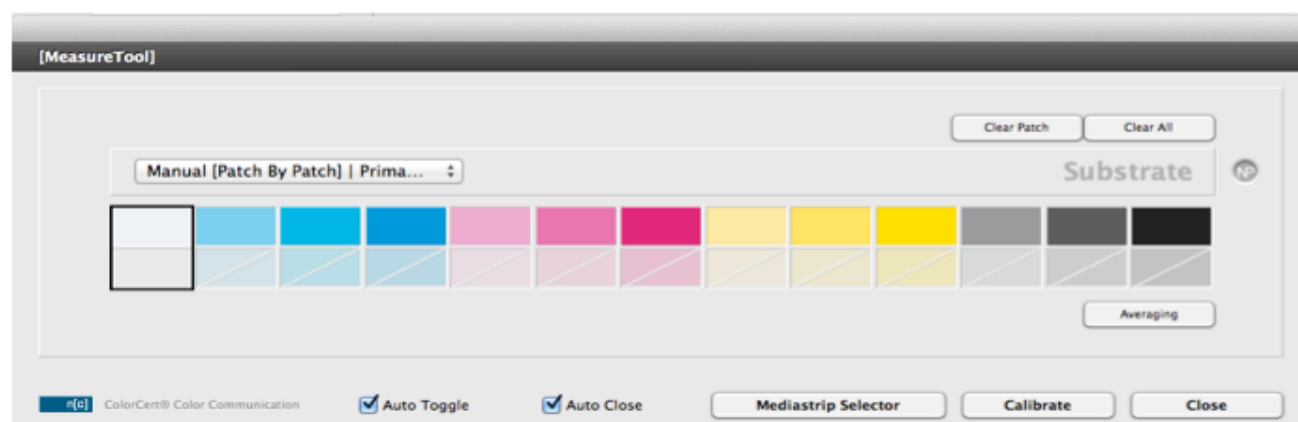 [MeasureTool]
Clear Patch Clear All
Manual [Patch By Patch] | Prima... Substrate NP
Averaging
n[c] ColorCert® Color Communication Auto Toggle Auto Close Mediastrip Selector Calibrate Close